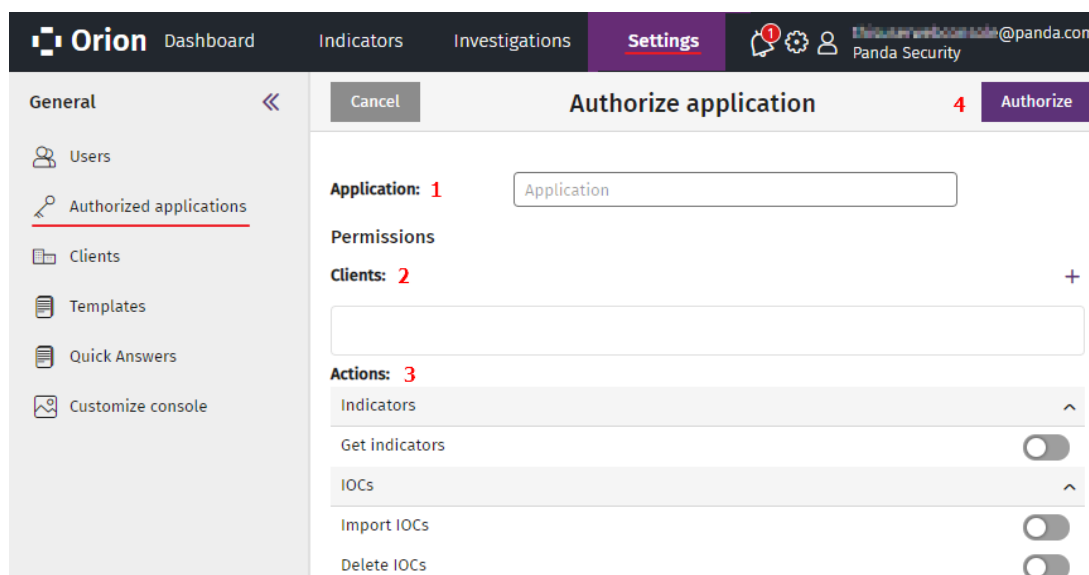 Orion Dashboard Indicators Investigations Settings 1 @panda.com
Panda Security
General Cancel Authorize application 4 Authorize
Users
Application: 1 Application
Authorized applications
Permissions
Clients
Clients: 2 +
Templates
Quick Answers
Actions: 3
Customize console
Indicators
Get indicators
IOCs
Import IOCs
Delete IOCs